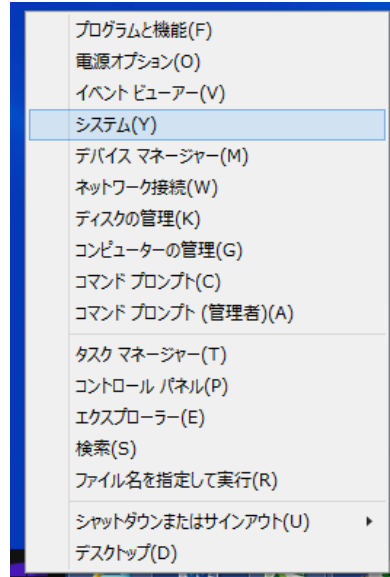 プログラムと機能(F)
電源オプション(O)
イベント ビューアー(V)
システム(Y)
デバイス マネージャー(M)
ネットワーク接続(W)
ディスクの管理(K)
コンピューターの管理(G)
コマンド プロンプト(C)
コマンド プロンプト (管理者)(A)
タスク マネージャー(T)
コントロール パネル(P)
エクスプローラー(E)
検索(S)
ファイル名を指定して実行(R)
シャットダウンまたはサインアウト(U)
デスクトップ(D)